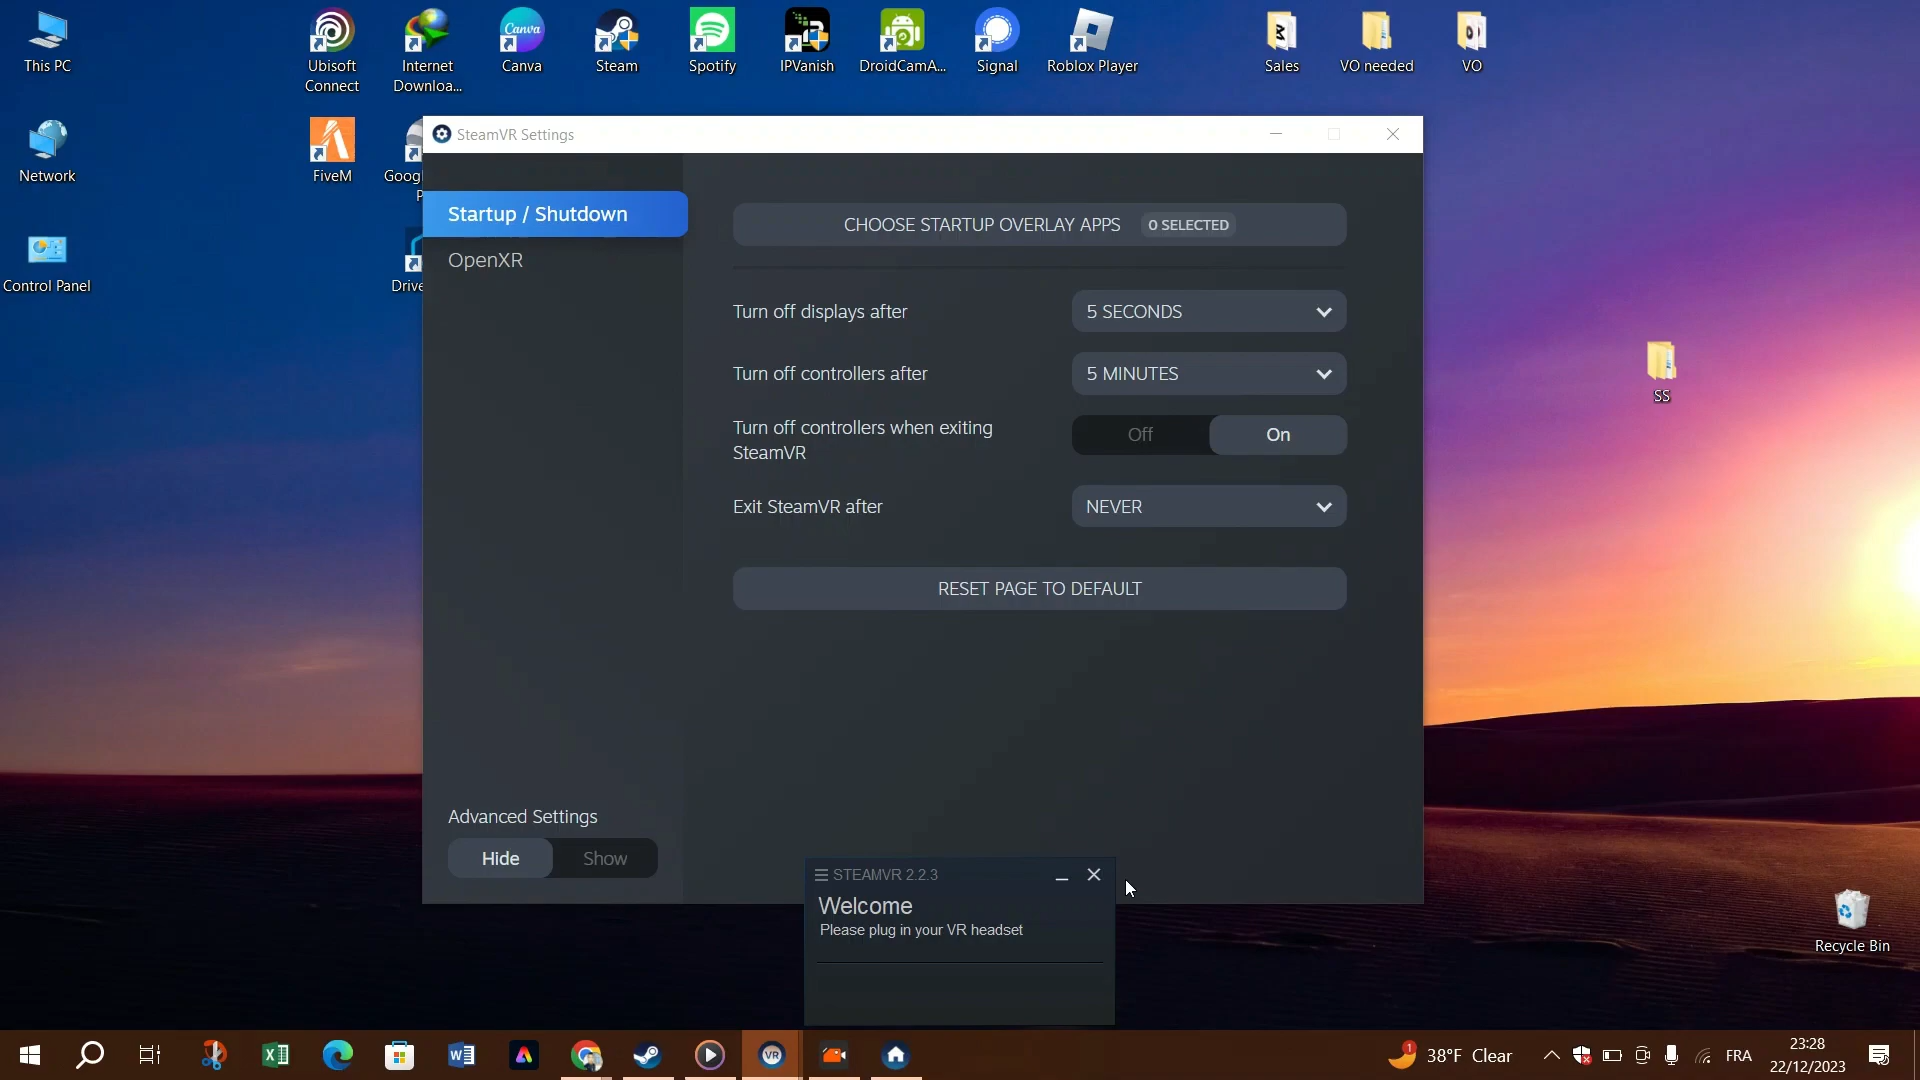 This PC
Ubisoft
Connect
Internet
Downloa...
Canva
Steam
Spotify
IPVanish
DroidCamA...
Signal
Roblox Player
Sales
VO needed
VO
Network
FiveM
Goog
P
Control Panel
Drive
SS
Recycle Bin
SteamVR Settings
Startup / Shutdown
OpenXR
CHOOSE STARTUP OVERLAY APPS 0 SELECTED
Turn off displays after 5 SECONDS
Turn off controllers after 5 MINUTES
Turn off controllers when exiting
SteamVR
Off On
Exit SteamVR after NEVER
RESET PAGE TO DEFAULT
Advanced Settings
Hide Show
STEAMVR 2.2.3
Welcome
Please plug in your VR headset
VR
1
38°F Clear
FRA
23:28
22/12/2023